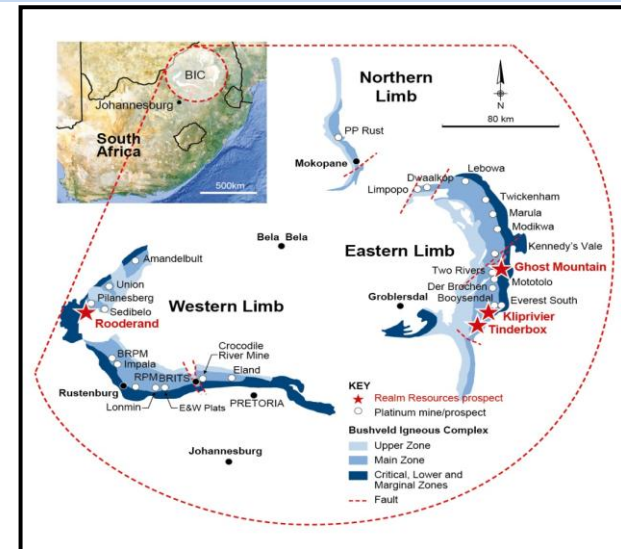 BIC
Johannesburg
South
Africa
500km
Northern
Limb
N
80 km
PP Rust
Mokopane
Limpopo
Dwaalkop
Lebowa
Twickenham
Marula
Modikwa
Kennedy's Vale
Eastern Limb
Ghost Mountain
Two Rivers
Mototolo
Der Brochen
Booysendal
Everest South
Groblersdal
Kliprivier
Tinderbox
Bela Bela
Amandelbult
Union
Pilanesberg
Western Limb
Sedibelo
Rooderand
BRPM
Impala
Crocodile
River Mine
RPM
BRITS
Eland
Rustenburg
Lonmin
E&W Plats
PRETORIA
Johannesburg
KEY
Realm Resources prospect
Platinum mine/prospect
Bushveld Igneous Complex
Upper Zone
Main Zone
Critical, Lower and
Marginal Zones
Fault